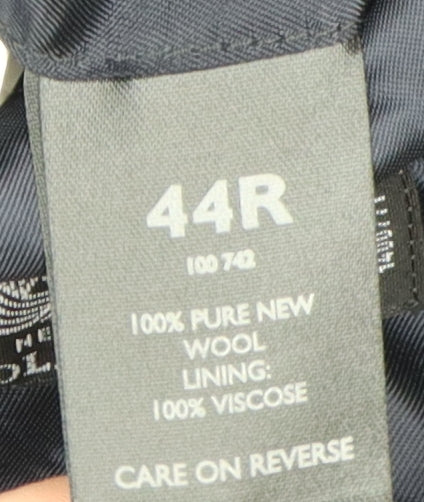 44R
100 742
100% PURE NEW
WOOL
LINING:
100% VISCOSE
CARE ON REVERSE